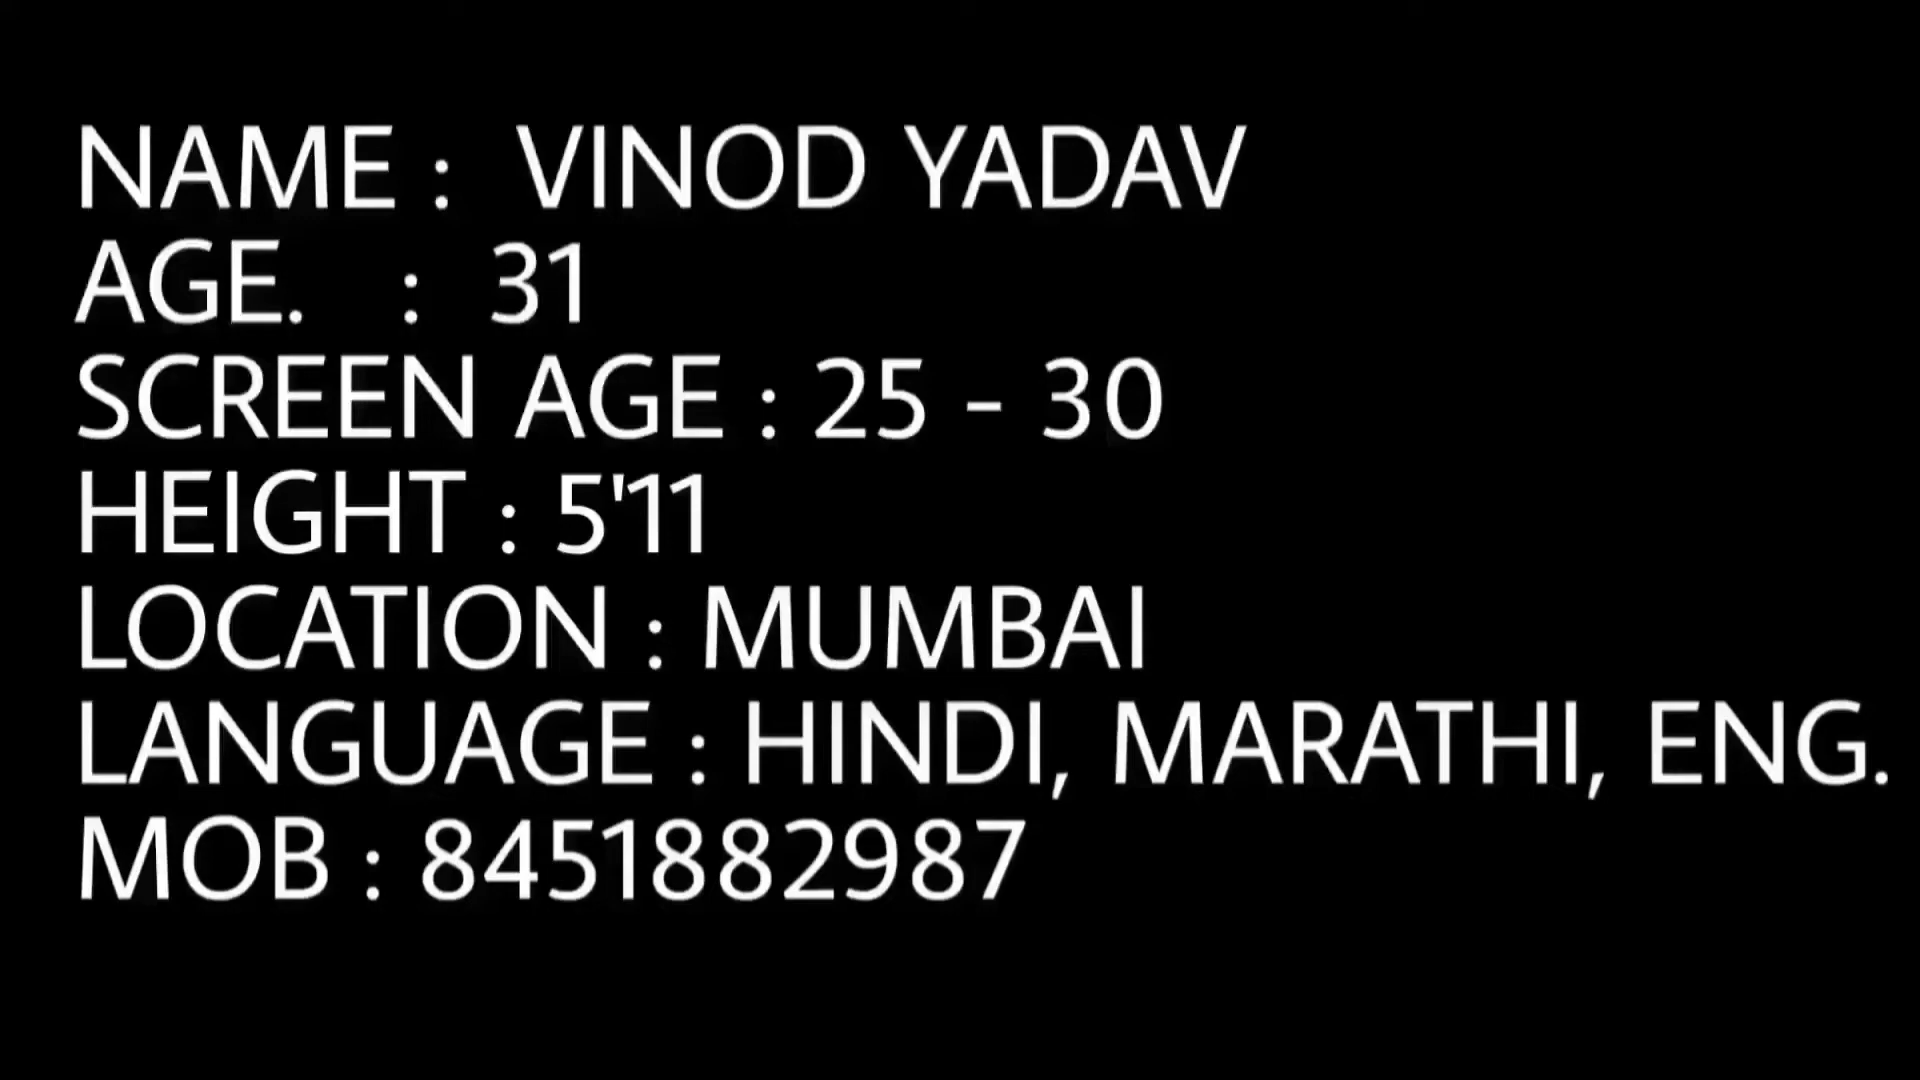 NAME : VINOD YADAV
AGE. : 31
SCREEN AGE : 25 - 30
HEIGHT : 5'11
LOCATION : MUMBAI
LANGUAGE : HINDI, MARATHI, ENG.
MOB : 8451882987